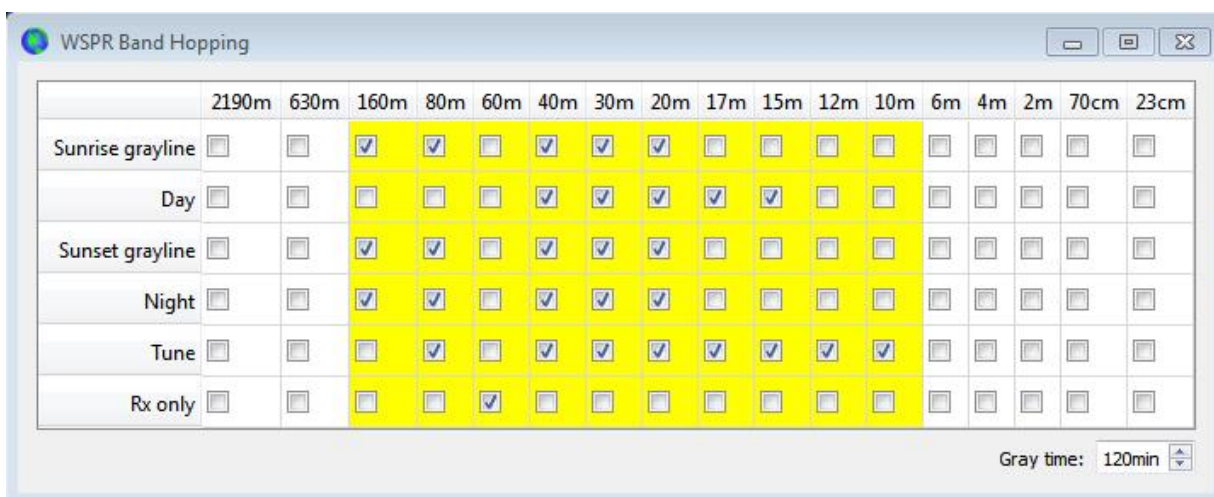 WSPR Band Hopping
2190m 630m 160m 80m 60m 40m 30m 20m 17m 15m 12m 10m 6m 4m 2m 70cm 23cm
Sunrise grayline
Day
Sunset grayline
Night
Tune
Rx only
Gray time: 120min